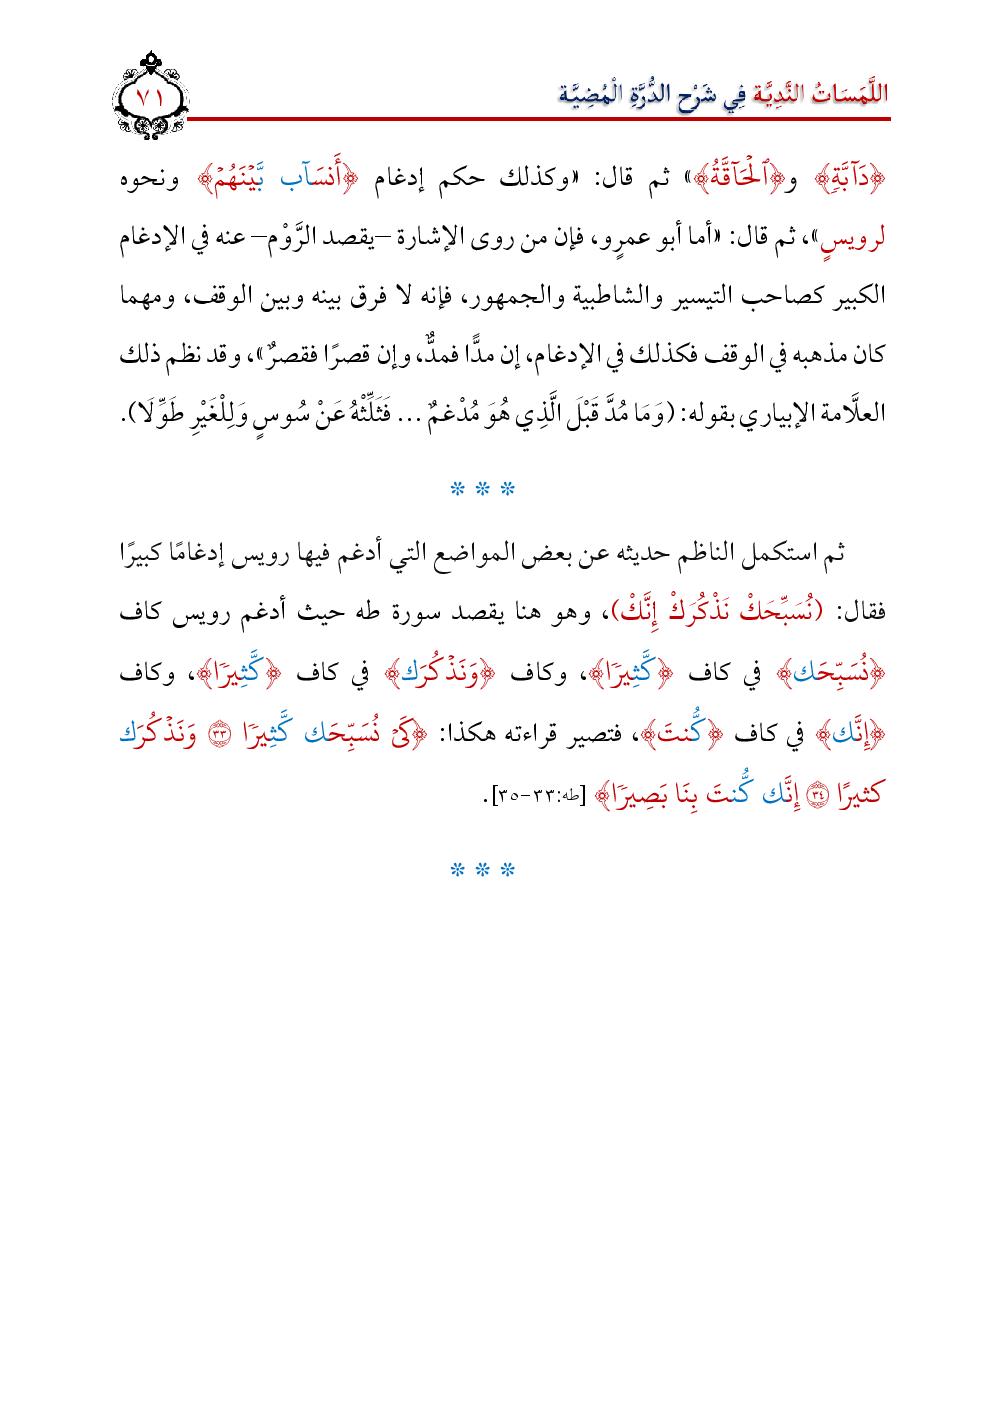 اللَّمَسَاتُ النَّدِيَّة فِي شَرْح الدُّرَّةِ الْمُضِيَّة
٧١
﴿دَآبَّةٖ﴾ و﴿ٱلْحَآقَّةُ﴾» ثم قال: «وكذلك حكم إدغام ﴿أَنسَآب بَّيْنَهُمْ﴾ ونحوه
لرويسٍ»، ثم قال: «أما أبو عمرٍو، فإن من روى الإشارة –يقصد الرَّوْم– عنه في الإدغام
الكبير كصاحب التيسير والشاطبية والجمهور، فإنه لا فرق بينه وبين الوقف، ومهما
كان مذهبه في الوقف فكذلك في الإدغام، إن مدًّا فمدٌّ، وإن قصرًا فقصرٌ»، وقد نظم ذلك
العلَّامة الإبياري بقوله: (وَمَا مُدَّ قَبْلَ الَّذِي هُوَ مُدْغمٌ ... فَثَلِّثْهُ عَنْ سُوسٍ وَلِلْغَيْرِ طَوِّلَا).
* * *
ثم استكمل الناظم حديثه عن بعض المواضع التي أدغم فيها رويس إدغامًا كبيرًا
فقال: (نُسَبِّحَكْ نَذْكُرَكْ إِنَّكْ)، وهو هنا يقصد سورة طه حيث أدغم رويس كاف
﴿نُسَبِّحَك﴾ في كاف ﴿كَّثِيرٗا﴾، وكاف ﴿وَنَذْكُرَك﴾ في كاف ﴿كَّثِيرٗا﴾، وكاف
﴿إِنَّك﴾ في كاف ﴿كُّنتَ﴾، فتصير قراءته هكذا: ﴿كَيْ نُسَبِّحَك كَّثِيرٗا ٣٣ وَنَذْكُرَك
كثيرًا ٣٤ إِنَّك كُّنتَ بِنَا بَصِيرٗا﴾ [طه:٣٣-٣٥].
* * *